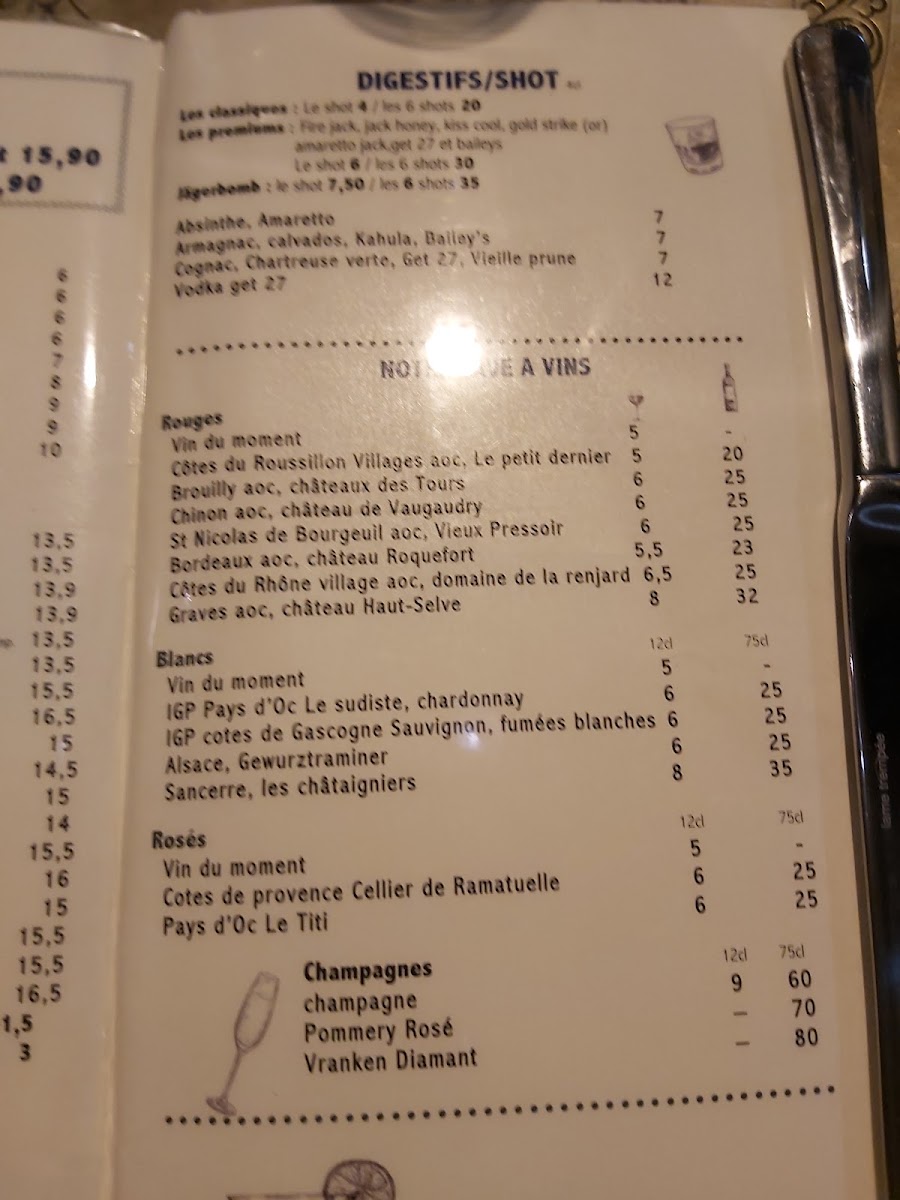 t 15,90
,90
6
6
6
6
7
8
9
9
10
13,5
13,5
13,9
13,9
13,5
13,5
15,5
16,5
15
14,5
15
14
15,5
16
15
15,5
15,5
16,5
1,5
3
DIGESTIFS/SHOT
Les classiques : Le shot 4 / les 6 shots 20
Les premiums : Fire jack, jack honey, kiss cool, gold strike (or)
amaretto jack,get 27 et baileys
Le shot 6 / les 6 shots 30
Jägerbomb : le shot 7,50 / les 6 shots 35
Absinthe, Amaretto 7
Armagnac, calvados, Kahula, Bailey's 7
Cognac, Chartreuse verte, Get 27, Vieille prune 7
Vodka get 27 12
A VINS
Rouges
Vin du moment 5 -
Côtes du Roussillon Villages aoc, Le petit dernier 5 20
Brouilly aoc, châteaux des Tours 6 25
Chinon aoc, château de Vaugaudry 6 25
St Nicolas de Bourgeuil aoc, Vieux Pressoir 6 25
Bordeaux aoc, château Roquefort 5,5 23
Côtes du Rhône village aoc, domaine de la renjard 6,5 25
Graves aoc, château Haut-Selve 8 32
Blancs 12cl 75cl
Vin du moment 5 -
IGP Pays d'Oc Le sudiste, chardonnay 6 25
IGP cotes de Gascogne Sauvignon, fumées blanches 6 25
Alsace, Gewurztraminer 6 25
Sancerre, les châtaigniers 8 35
Rosés 12cl 75cl
Vin du moment 5 -
Cotes de provence Cellier de Ramatuelle 6 25
Pays d'Oc Le Titi 6 25
Champagnes 12cl 75cl
champagne 9 60
Pommery Rosé – 70
Vranken Diamant – 80
lame trempée